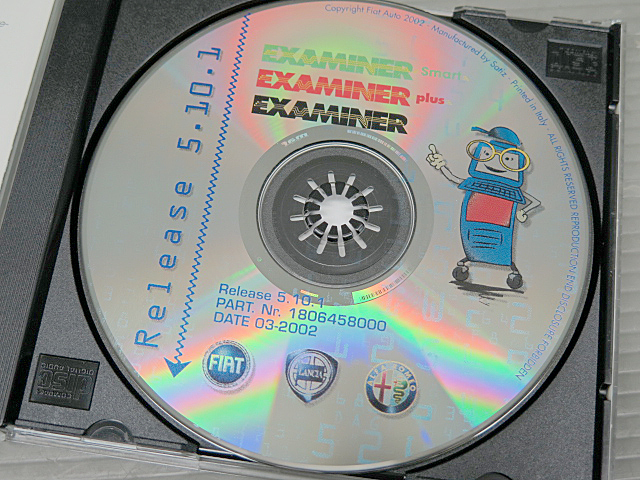 Copyright Fiat Auto 2002 - Manufactured by Satiz - Printed in Italy - ALL RIGHTS RESERVED REPRODUCTION END DISCLOSURE FORBIDDEN
EXAMINER smart
EXAMINER plus
EXAMINER
Release 5.10.1
Release 5.10.1
PART. Nr. 1806458000
DATE 03-2002
FIAT
LANCIA
ALFA ROMEO